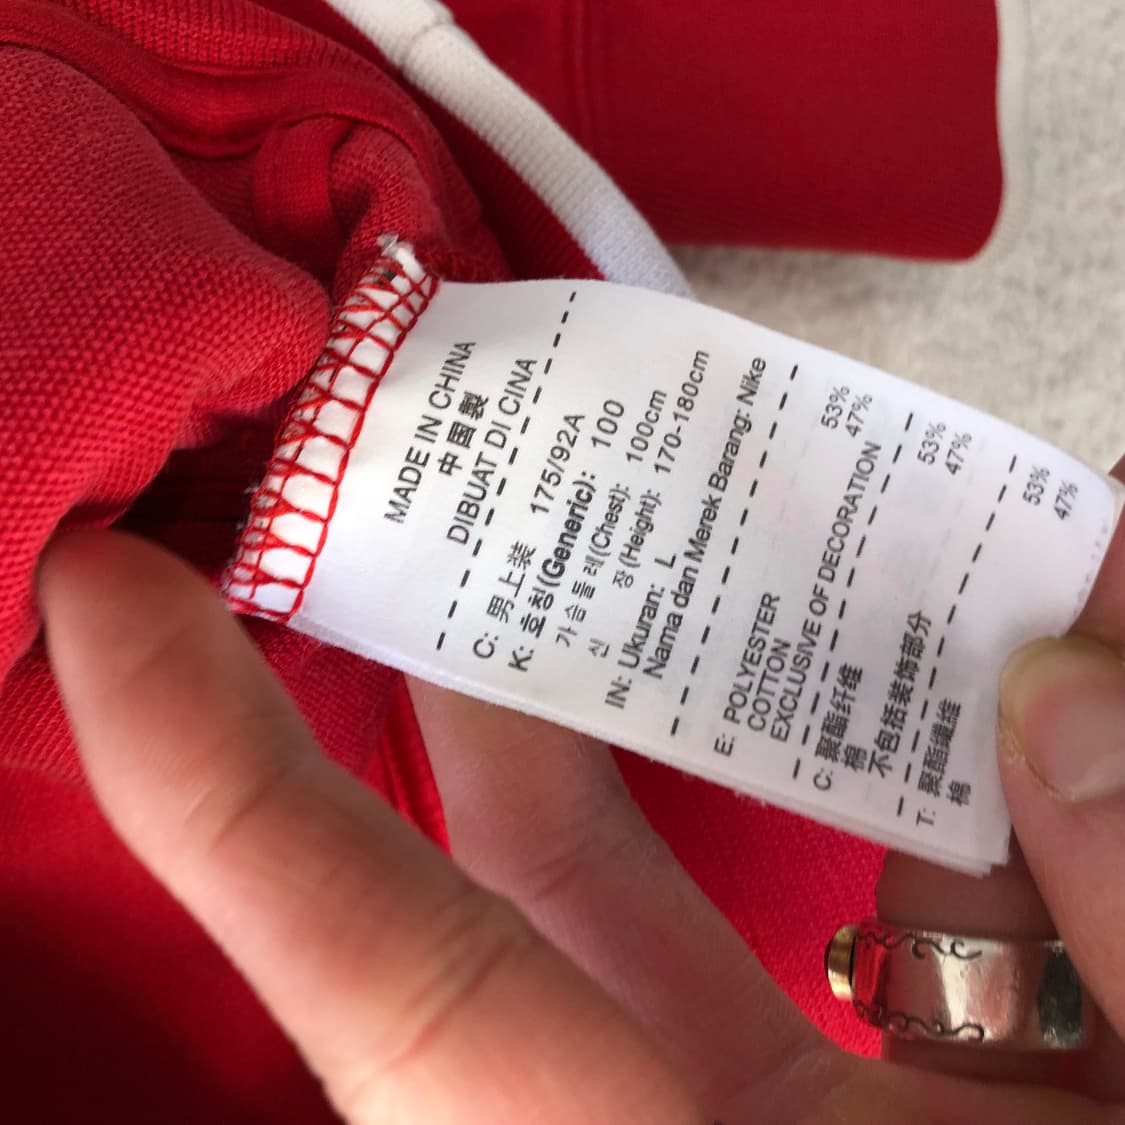 MADE IN CHINA
中国製
DIBUAT DI CINA
C: 男上装 175/92A
K: 호칭(Generic): 100
가슴둘레(Chest): 100cm
신 장(Height): 170-180cm
IN: Ukuran: L
Nama dan Merek Barang: Nike
E: POLYESTER 53%
COTTON 47%
EXCLUSIVE OF DECORATION
C: 聚酯纤维 53%
棉 47%
不包括装饰部分
T: 聚酯纖維 53%
棉 47%